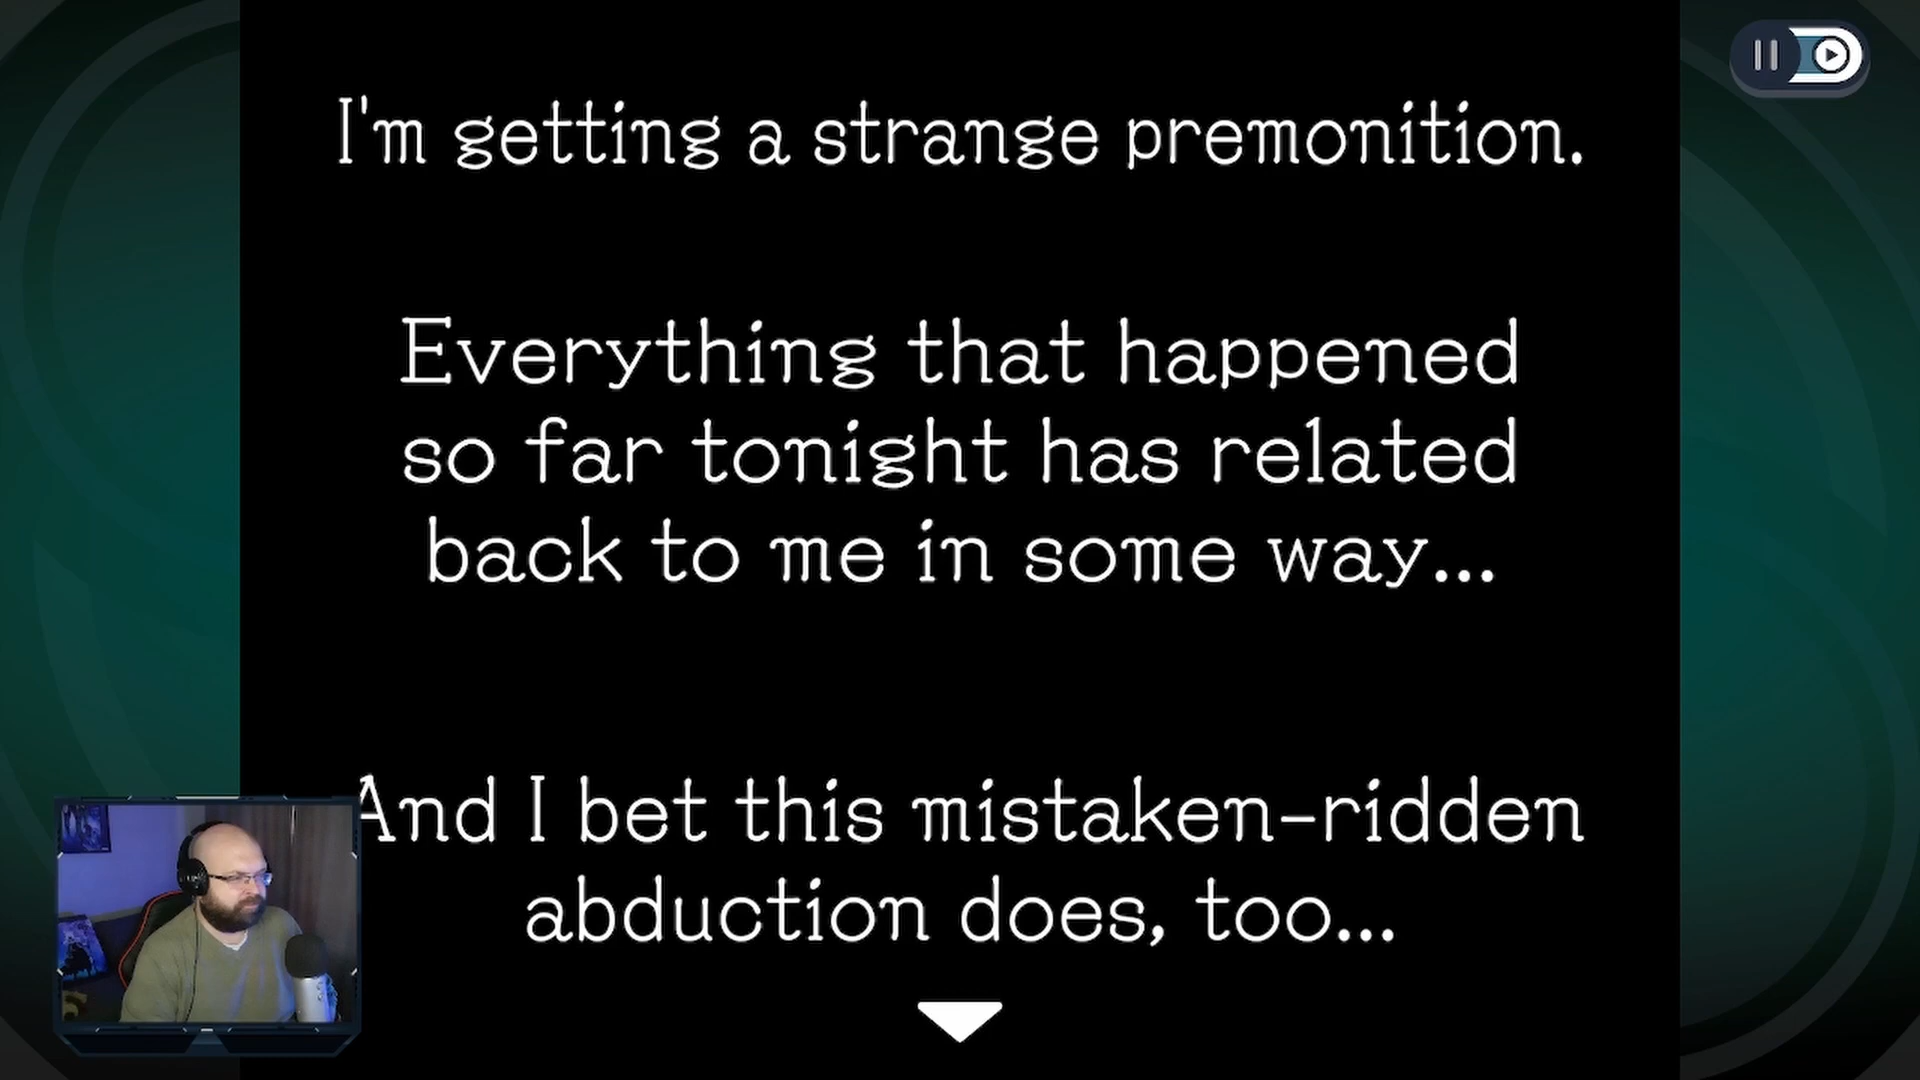 I'm getting a strange premonition.
Everything that happened
so far tonight has related
back to me in some way...
And I bet this mistaken-ridden
abduction does, too...